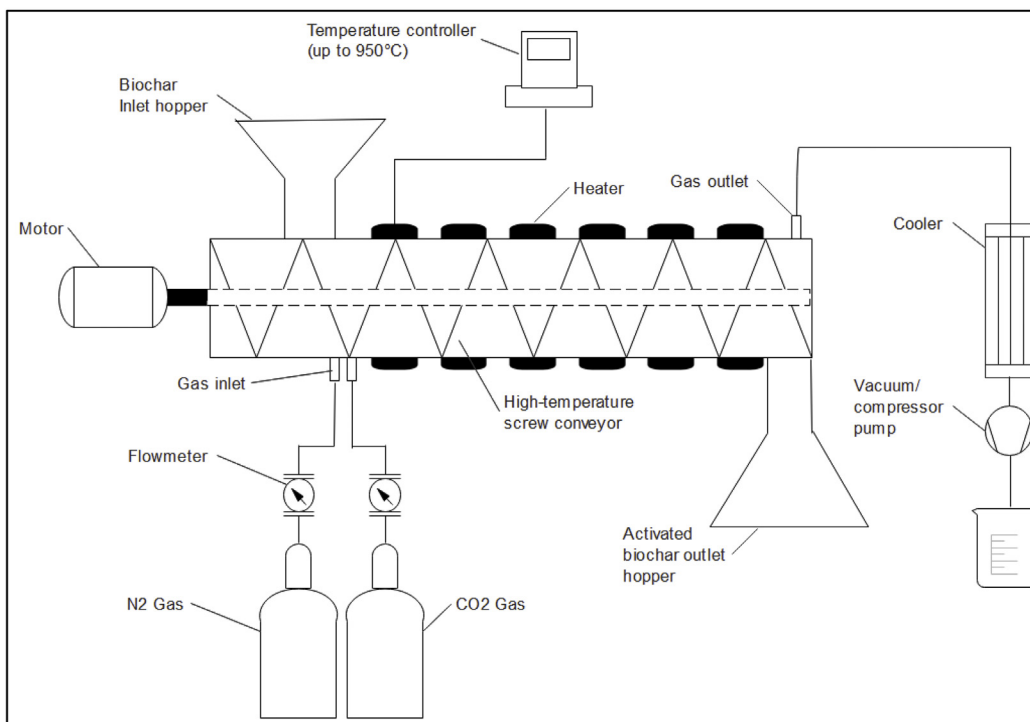 Temperature controller
(up to 950°C)
Biochar
Inlet hopper
Heater
Gas outlet
Motor
Cooler
Gas inlet
High-temperature
screw conveyor
Vacuum/
compressor
pump
Flowmeter
Activated
biochar outlet
hopper
N2 Gas
CO2 Gas